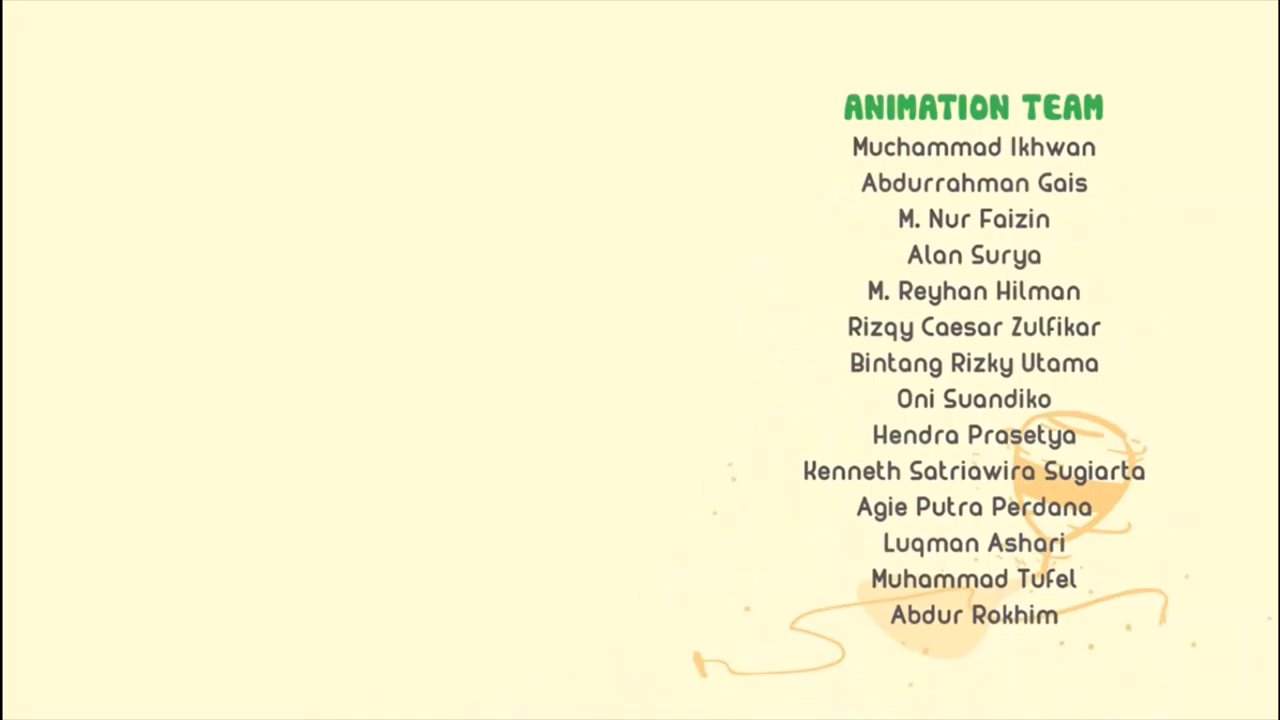 ANIMATION TEAM
Muchammad Ikhwan
Abdurrahman Gais
M. Nur Faizin
Alan Surya
M. Reyhan Hilman
Rizqy Caesar Zulfikar
Bintang Rizky Utama
Oni Suandiko
Hendra Prasetya
Kenneth Satriawira Sugiarta
Agie Putra Perdana
Luqman Ashari
Muhammad Tufel
Abdur Rokhim